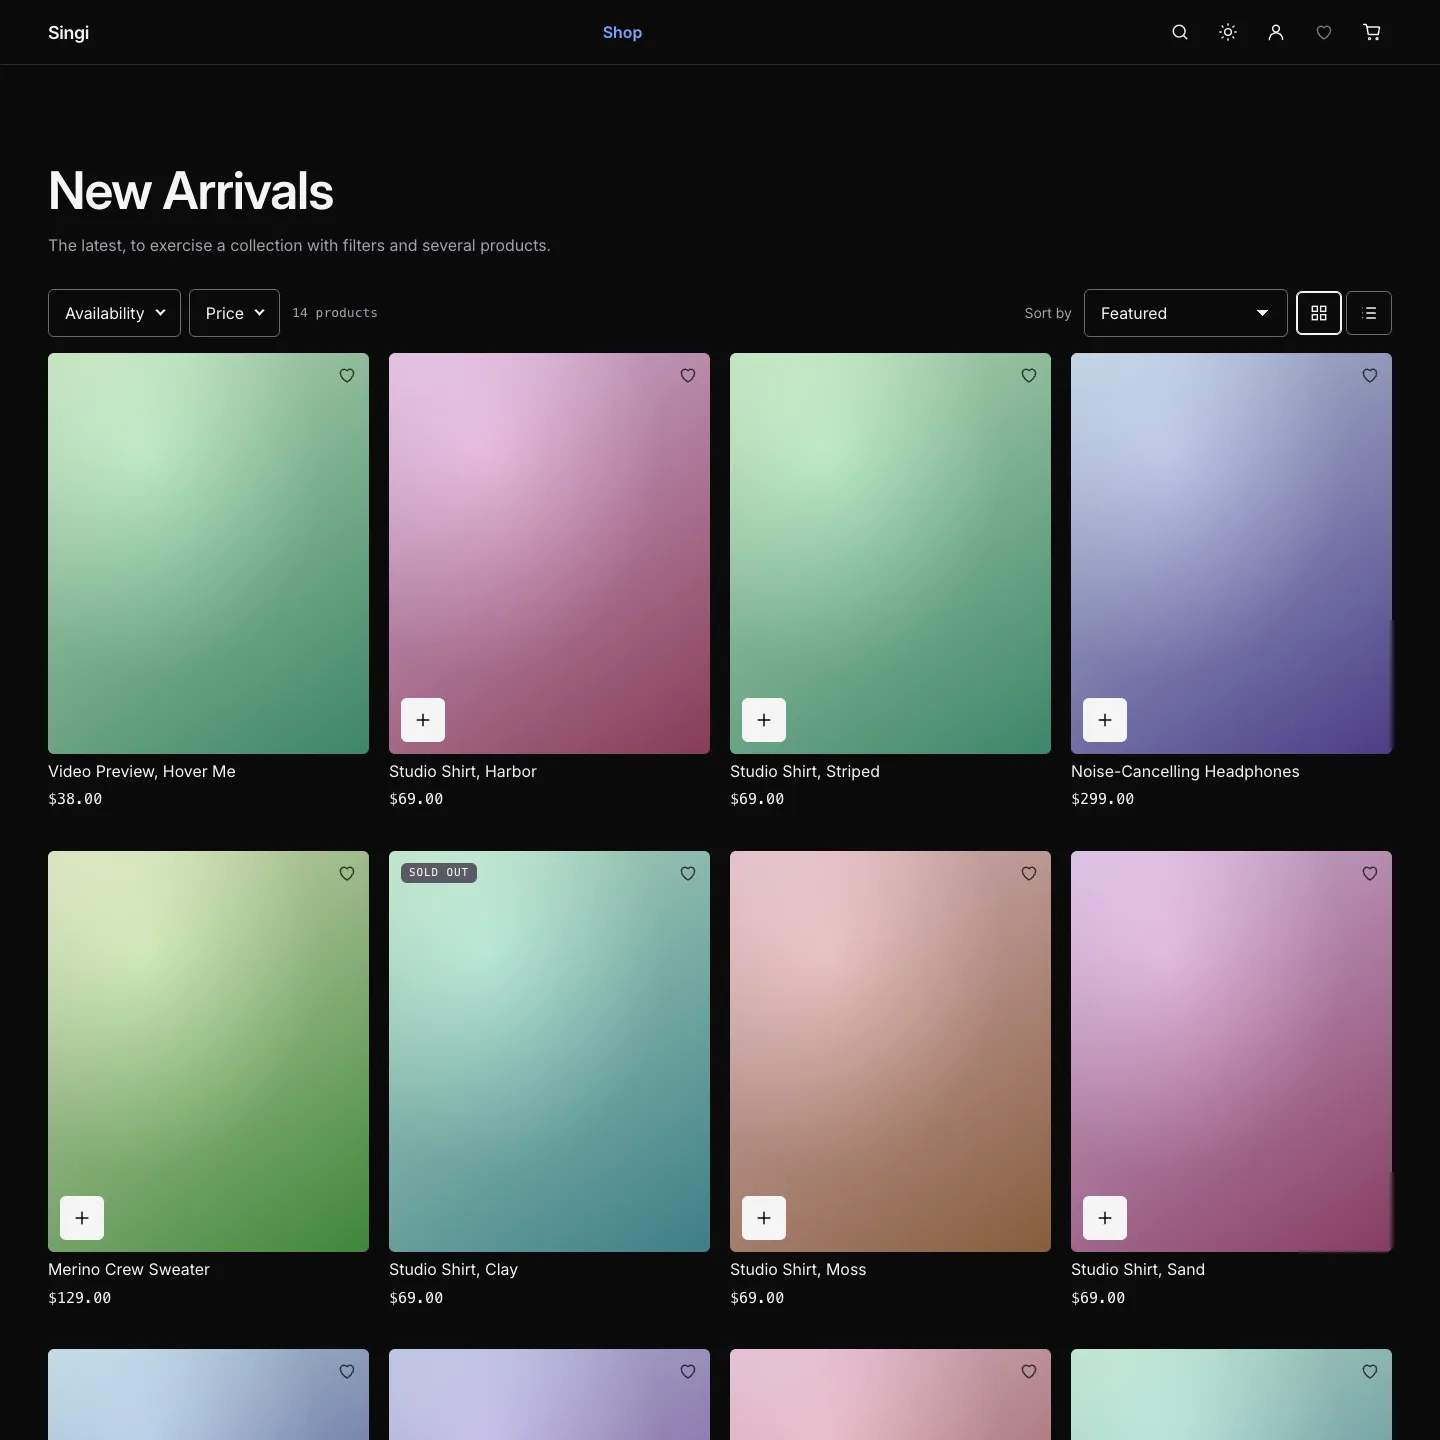 Singi
Shop
New Arrivals
The latest, to exercise a collection with filters and several products.
Availability
Price
14 products
Sort by
Featured
Video Preview, Hover Me
$38.00
Studio Shirt, Harbor
$69.00
Studio Shirt, Striped
$69.00
Noise-Cancelling Headphones
$299.00
SOLD OUT
Merino Crew Sweater
$129.00
Studio Shirt, Clay
$69.00
Studio Shirt, Moss
$69.00
Studio Shirt, Sand
$69.00